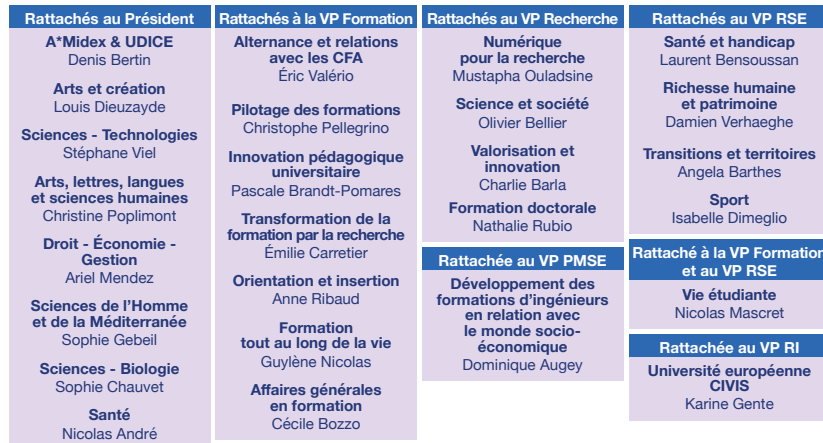 Rattachés au Président
A*Midex & UDICE
Denis Bertin
Arts et création
Louis Dieuzayde
Sciences - Technologies
Stéphane Viel
Arts, lettres, langues
et sciences humaines
Christine Poplimont
Droit - Économie -
Gestion
Ariel Mendez
Sciences de l'Homme
et de la Méditerranée
Sophie Gebeil
Sciences - Biologie
Sophie Chauvet
Santé
Nicolas André
Rattachés à la VP Formation
Alternance et relations
avec les CFA
Éric Valério
Pilotage des formations
Christophe Pellegrino
Innovation pédagogique
universitaire
Pascale Brandt-Pomares
Transformation de la
formation par la recherche
Émilie Carretier
Orientation et insertion
Anne Ribaud
Formation
tout au long de la vie
Guylène Nicolas
Affaires générales
en formation
Cécile Bozzo
Rattachés au VP Recherche
Numérique
pour la recherche
Mustapha Ouladsine
Science et société
Olivier Bellier
Valorisation et
innovation
Charlie Barla
Formation doctorale
Nathalie Rubio
Rattachée au VP PMSE
Développement des
formations d'ingénieurs
en relation avec
le monde socio-
économique
Dominique Augey
Rattachés au VP RSE
Santé et handicap
Laurent Bensoussan
Richesse humaine
et patrimoine
Damien Verhaeghe
Transitions et territoires
Angela Barthes
Sport
Isabelle Dimeglio
Rattaché à la VP Formation
et au VP RSE
Vie étudiante
Nicolas Mascret
Rattachée au VP RI
Université européenne
CIVIS
Karine Gente